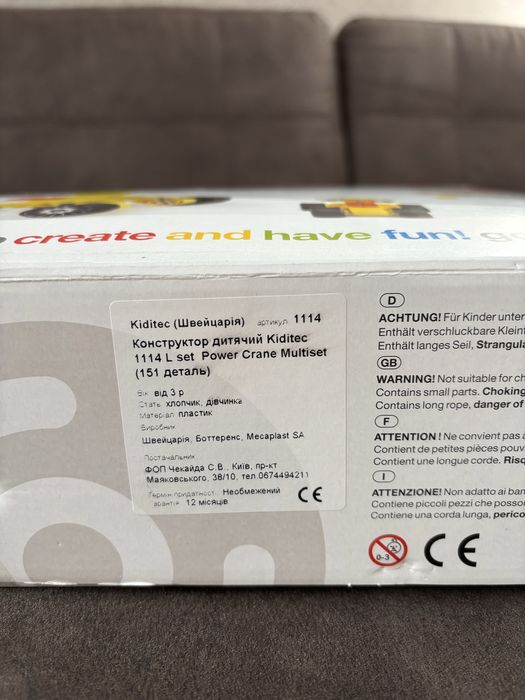 create and have fun! go
Kiditec (Швейцарія) артикул 1114
Конструктор дитячий Kiditec
1114 L set Power Crane Multiset
(151 деталь)
Вік від 3 р
Стать хлопчик, дівчинка
Матеріал пластик
Виробник
Швейцарія, Боттеренс, Mecaplast SA
Постачальник
ФОП Чекайда С.В., Київ, пр-кт
Маяковського, 38/10, тел.0674494211
Термін придатності Необмежений
Гарантія 12 місяців
CE
D
ACHTUNG! Für Kinder unter
Enthält verschluckbare Kleint
Enthält langes Seil, Strangula
GB
WARNING! Not suitable for ch
Contains small parts. Choking
Contains long rope, danger of
F
ATTENTION ! Ne convient pas à
Contient de petites pièces pouv
Contient une longue corde. Risq
I
ATTENZIONE! Non adatto ai ban
Contiene piccoli pezzi che posson
Contiene una corda lunga, perico
0-3 CE